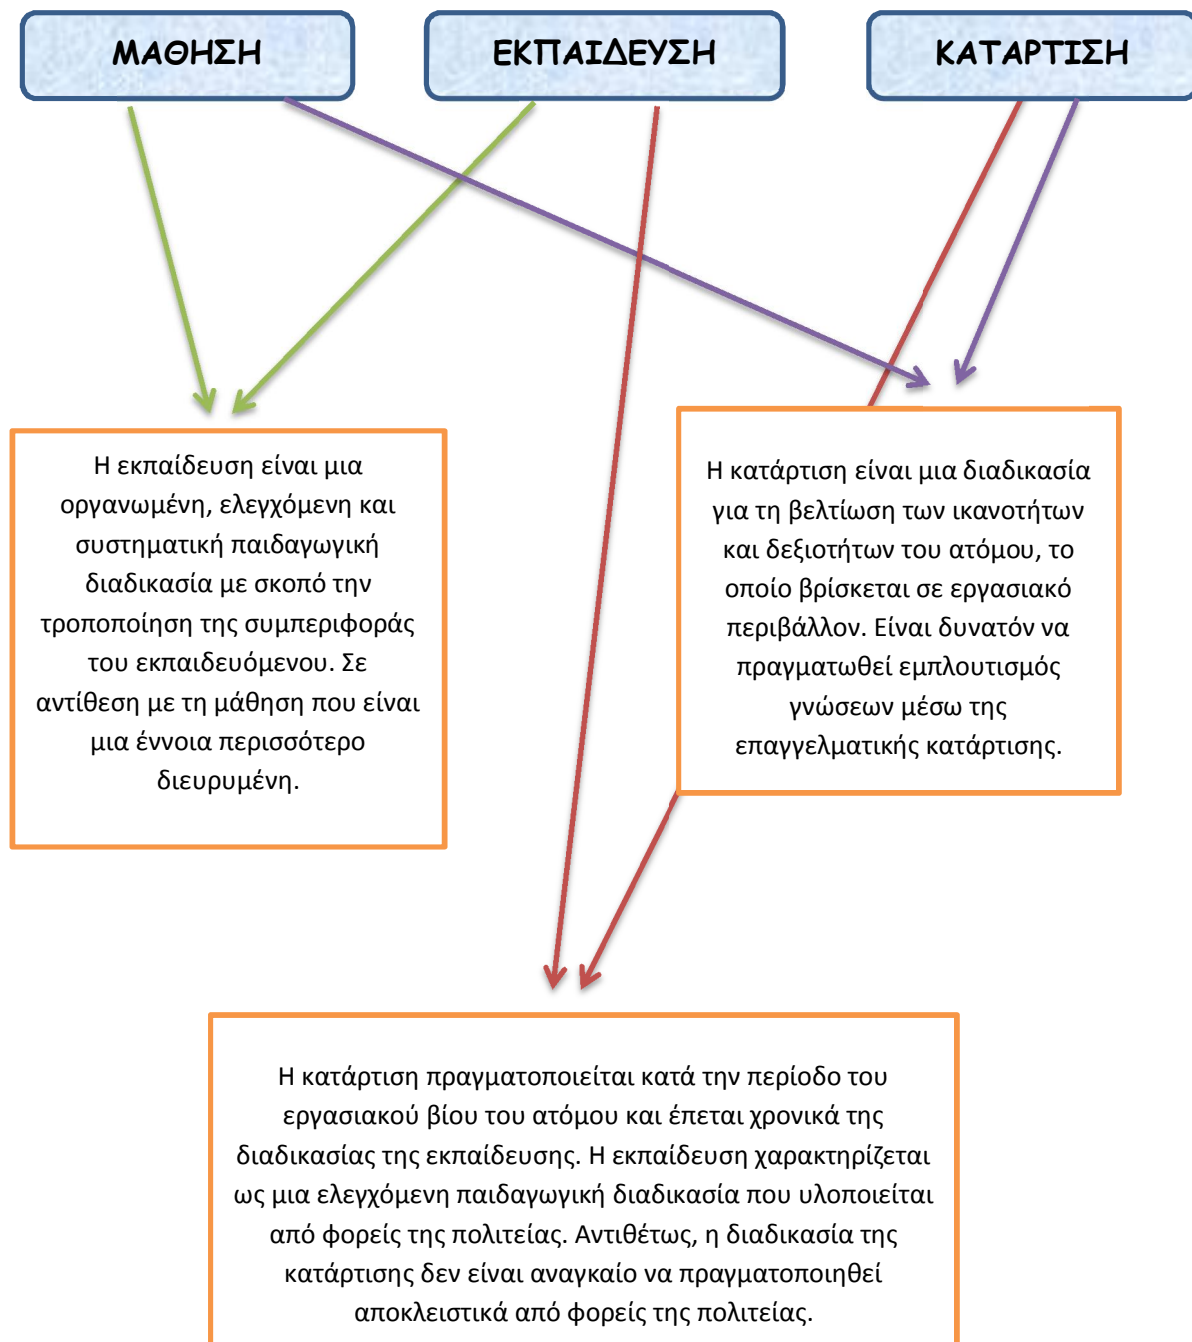 ΜΑΘΗΣΗ
ΕΚΠΑΙΔΕΥΣΗ
ΚΑΤΑΡΤΙΣΗ
Η εκπαίδευση είναι μια
οργανωμένη, ελεγχόμενη και
συστηματική παιδαγωγική
διαδικασία με σκοπό την
τροποποίηση της συμπεριφοράς
του εκπαιδευόμενου. Σε
αντίθεση με τη μάθηση που είναι
μια έννοια περισσότερο
διευρυμένη.
Η κατάρτιση είναι μια διαδικασία
για τη βελτίωση των ικανοτήτων
και δεξιοτήτων του ατόμου, το
οποίο βρίσκεται σε εργασιακό
περιβάλλον. Είναι δυνατόν να
πραγματωθεί εμπλουτισμός
γνώσεων μέσω της
επαγγελματικής κατάρτισης.
Η κατάρτιση πραγματοποιείται κατά την περίοδο του
εργασιακού βίου του ατόμου και έπεται χρονικά της
διαδικασίας της εκπαίδευσης. Η εκπαίδευση χαρακτηρίζεται
ως μια ελεγχόμενη παιδαγωγική διαδικασία που υλοποιείται
από φορείς της πολιτείας. Αντιθέτως, η διαδικασία της
κατάρτισης δεν είναι αναγκαίο να πραγματοποιηθεί
αποκλειστικά από φορείς της πολιτείας.